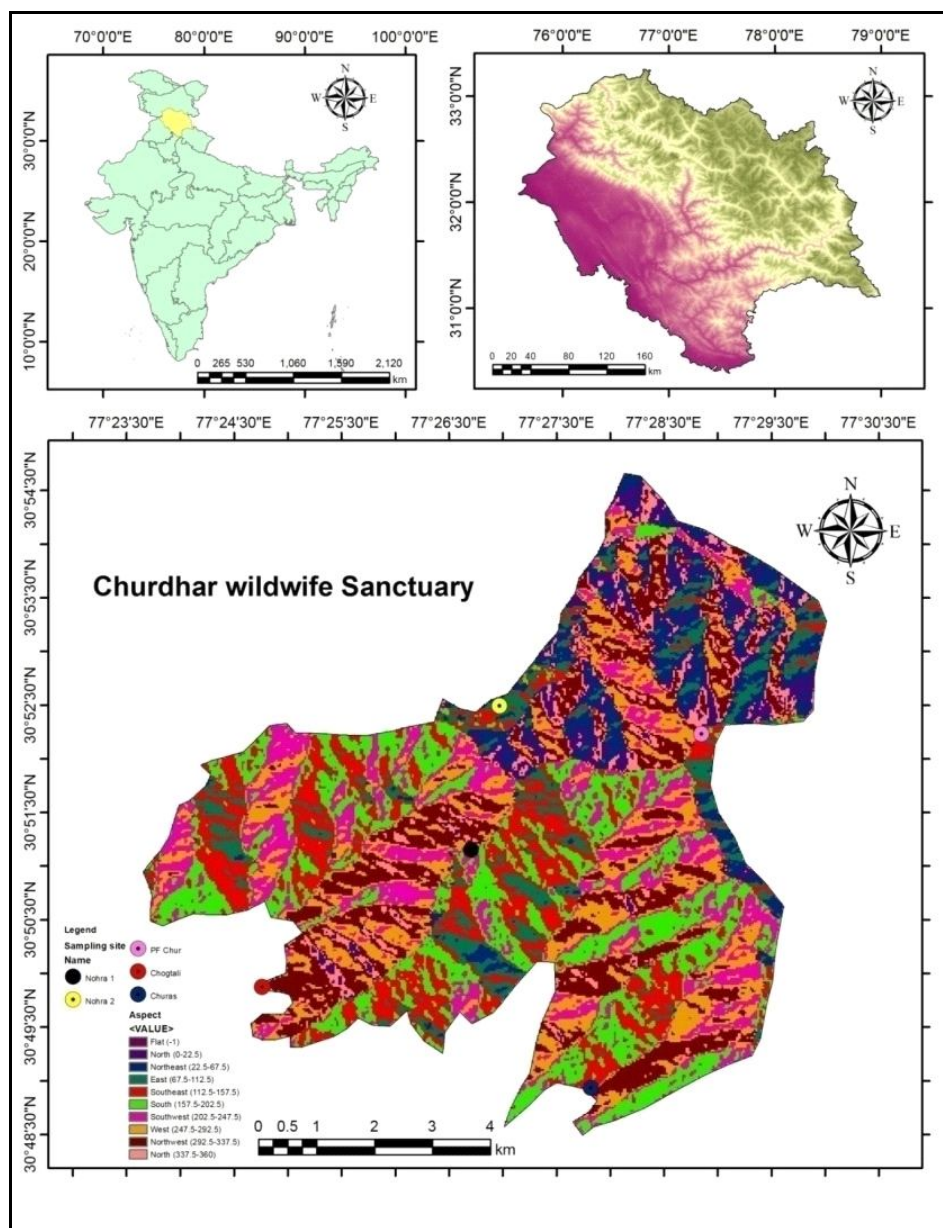 70°0'0"E 80°0'0"E 90°0'0"E 100°0'0"E
30°0'0"N
20°0'0"N
10°0'0"N
N
W E
S
0 265 530 1,060 1,590 2,120
km
76°0'0"E 77°0'0"E 78°0'0"E 79°0'0"E
33°0'0"N
32°0'0"N
31°0'0"N
N
W E
S
0 20 40 80 120 160
km
77°23'30"E 77°24'30"E 77°25'30"E 77°26'30"E 77°27'30"E 77°28'30"E 77°29'30"E 77°30'30"E
30°54'30"N
30°53'30"N
30°52'30"N
30°51'30"N
30°50'30"N
30°49'30"N
30°48'30"N
N
W E
S
Churdhar wildwife Sanctuary
Legend
Sampling site
Name
Nohra 1
Nohra 2
PF Chur
Chogtali
Churas
Aspect
<VALUE>
Flat (-1)
North (0-22.5)
Northeast (22.5-67.5)
East (67.5-112.5)
Southeast (112.5-157.5)
South (157.5-202.5)
Southwest (202.5-247.5)
West (247.5-292.5)
Northwest (292.5-337.5)
North (337.5-360)
0 0.5 1 2 3 4
km